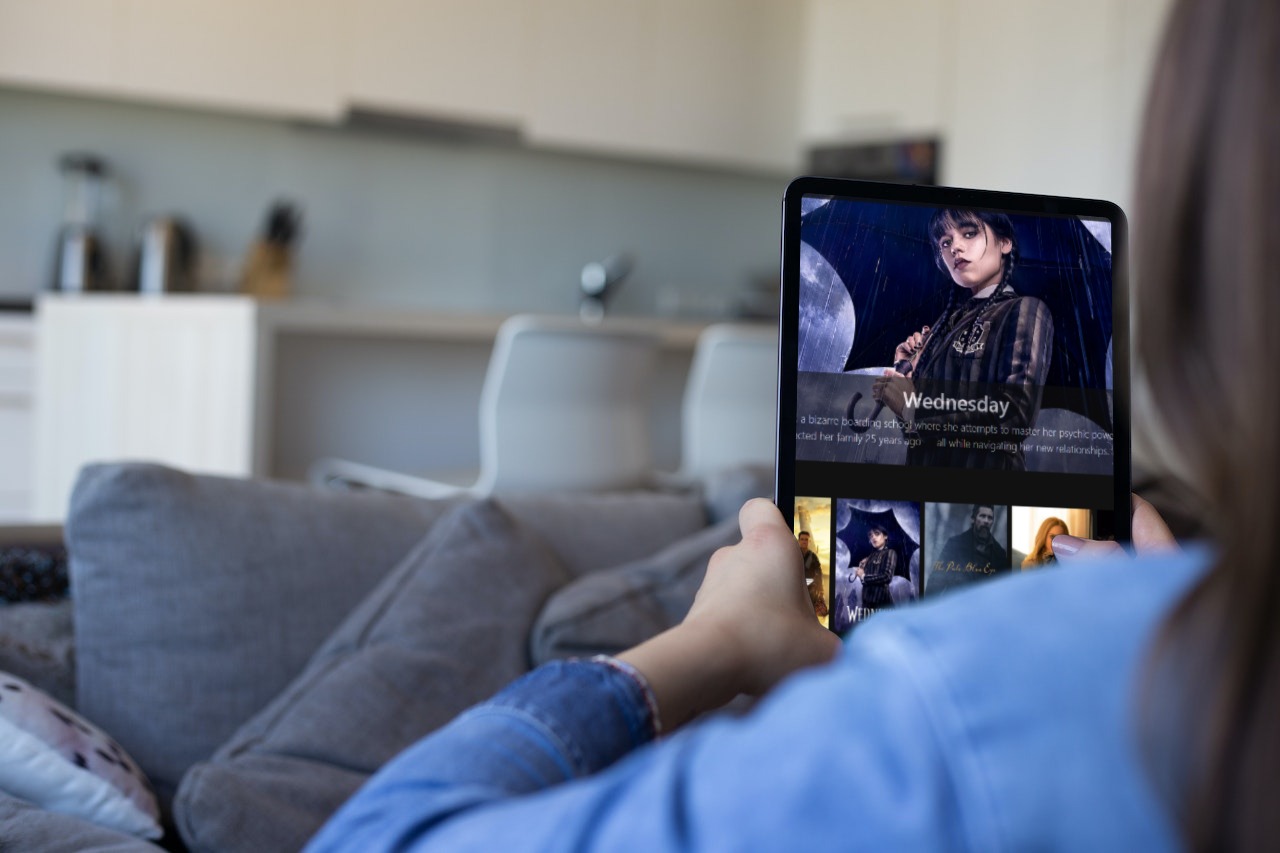 Wednesday
a bizarre boarding school where she attempts to master her psychic powe
cted her family 25 years ago all while navigating her new relationships.
The Pale Blue Eye
WEDN